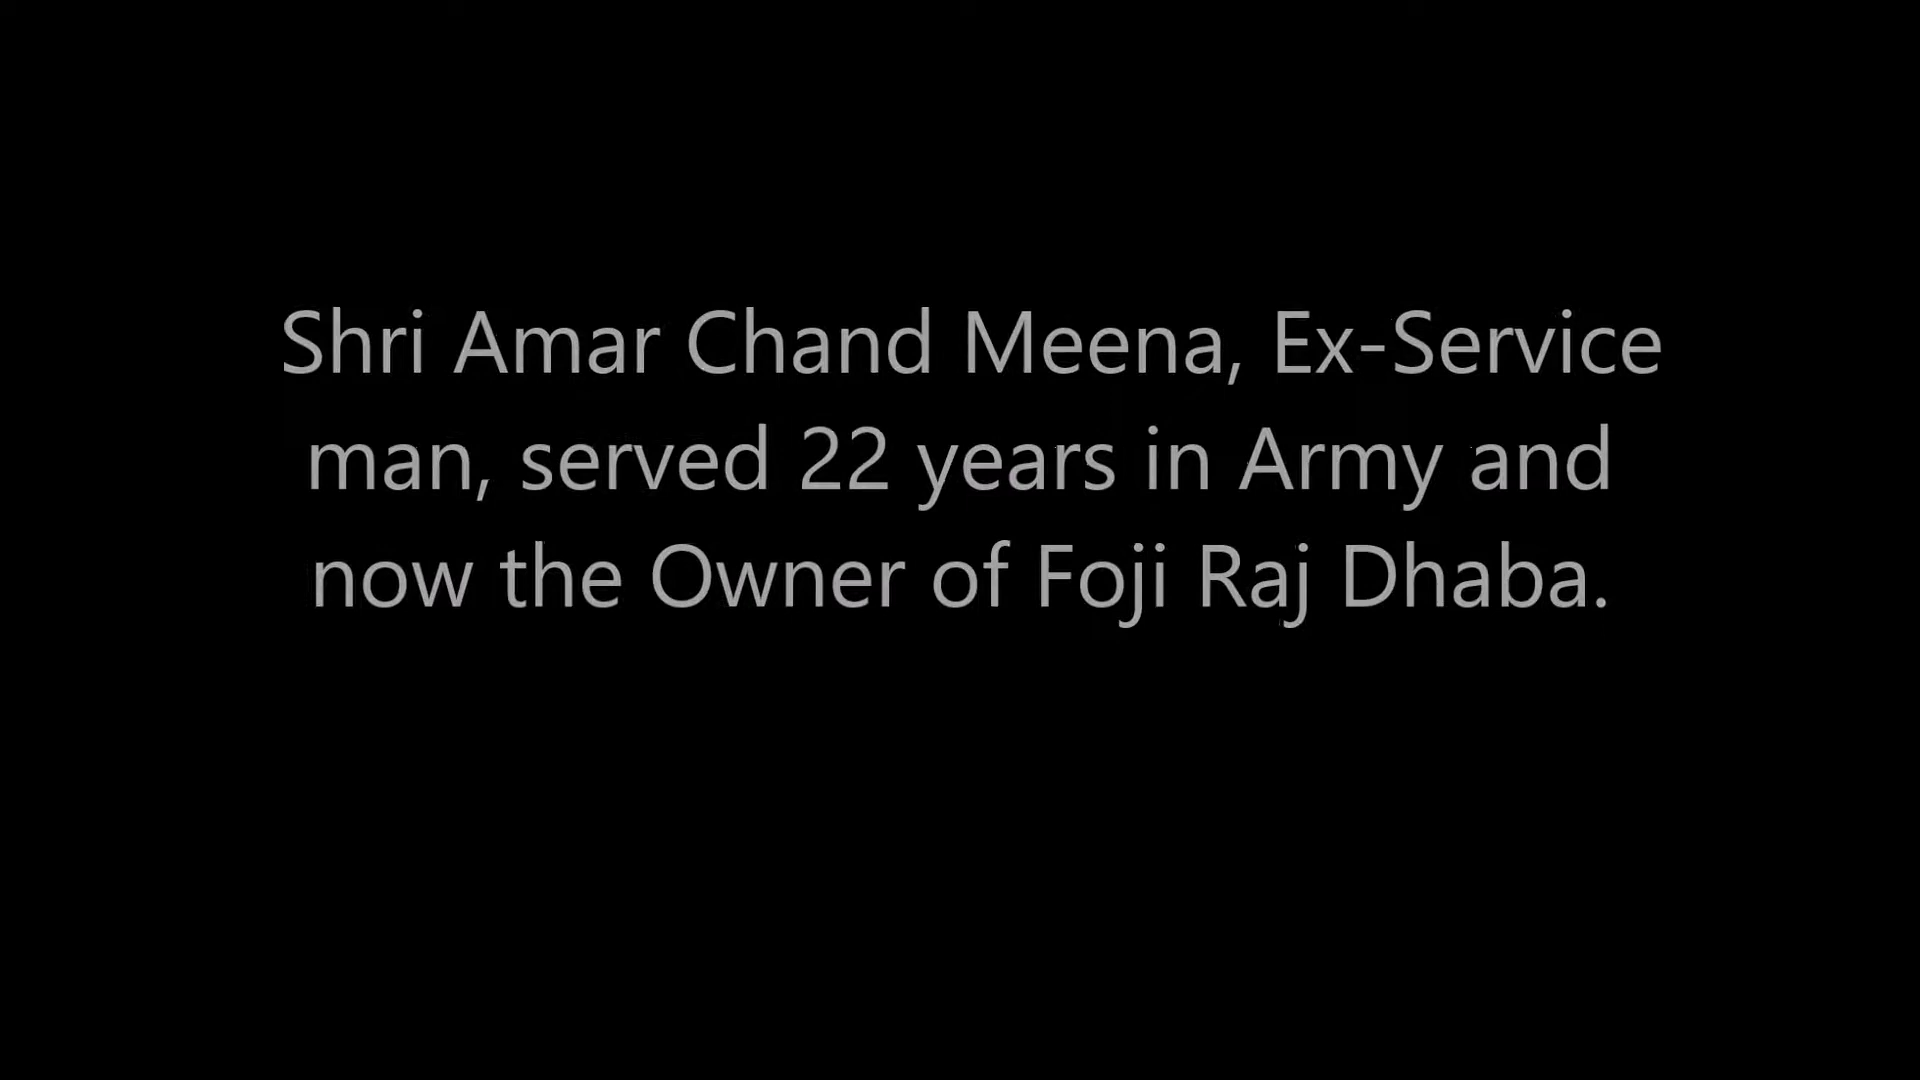 Shri Amar Chand Meena, Ex-Service
man, served 22 years in Army and
now the Owner of Foji Raj Dhaba.